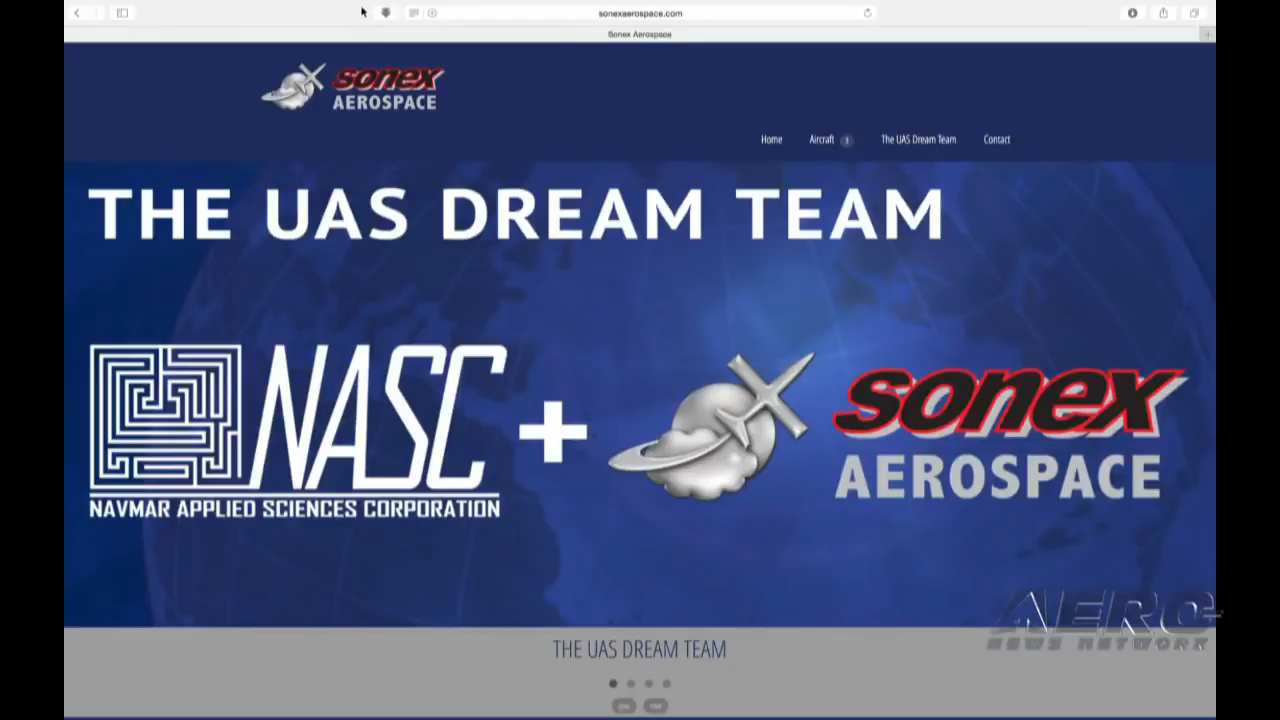 sonexaerospace.com
Sonex Aerospace
sonex
AEROSPACE
Home Aircraft 1 The UAS Dream Team Contact
THE UAS DREAM TEAM
NASC + sonex
AEROSPACE
NAVMAR APPLIED SCIENCES CORPORATION
AERO
NEWS NETWORK
THE UAS DREAM TEAM